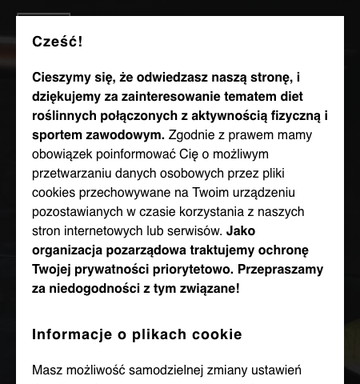 Cześć!
Cieszymy się, że odwiedzasz naszą stronę, i
dziękujemy za zainteresowanie tematem diet
roślinnych połączonych z aktywnością fizyczną i
sportem zawodowym. Zgodnie z prawem mamy
obowiązek poinformować Cię o możliwym
przetwarzaniu danych osobowych przez pliki
cookies przechowywane na Twoim urządzeniu
pozostawianych w czasie korzystania z naszych
stron internetowych lub serwisów. Jako
organizacja pozarządowa traktujemy ochronę
Twojej prywatności priorytetowo. Przepraszamy
za niedogodności z tym związane!
Informacje o plikach cookie
Masz możliwość samodzielnej zmiany ustawień